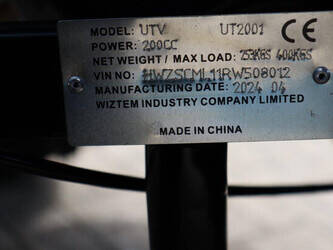 MODEL: UTV UT2001 CE
POWER: 200CC
NET WEIGHT / MAX LOAD: 253KGS 400KGS
VIN NO: HWZSCML11RW508012
MANUFACTURING DATE: 2024 04
WIZTEM INDUSTRY COMPANY LIMITED
MADE IN CHINA